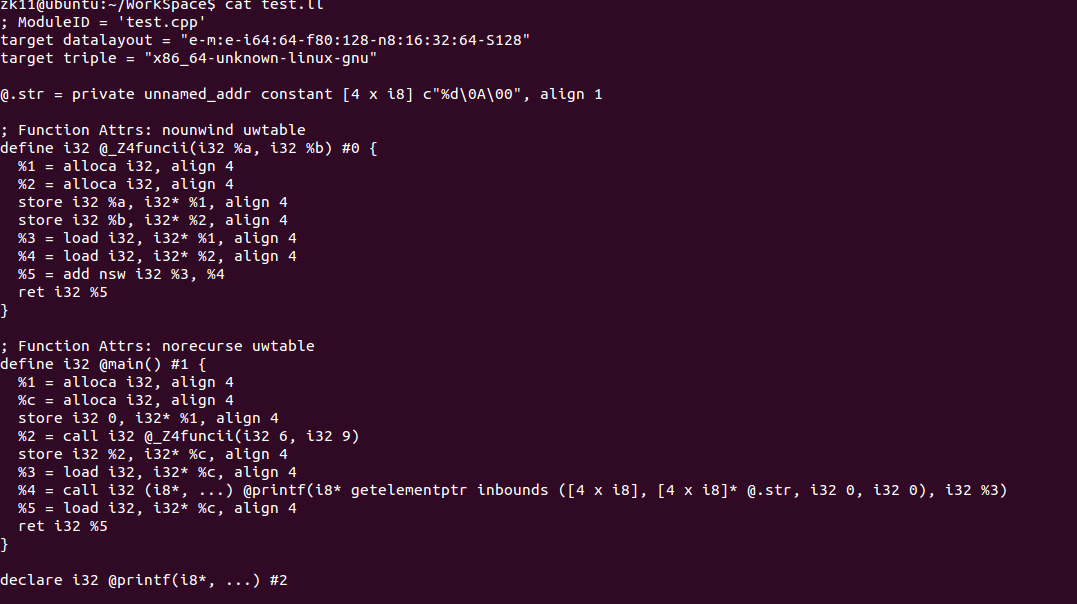 zk11@ubuntu:~/WorkSpace$ cat test.ll
; ModuleID = 'test.cpp'
target datalayout = "e-m:e-i64:64-f80:128-n8:16:32:64-S128"
target triple = "x86_64-unknown-linux-gnu"

@.str = private unnamed_addr constant [4 x i8] c"%d\0A\00", align 1

; Function Attrs: nounwind uwtable
define i32 @_Z4funcii(i32 %a, i32 %b) #0 {
  %1 = alloca i32, align 4
  %2 = alloca i32, align 4
  store i32 %a, i32* %1, align 4
  store i32 %b, i32* %2, align 4
  %3 = load i32, i32* %1, align 4
  %4 = load i32, i32* %2, align 4
  %5 = add nsw i32 %3, %4
  ret i32 %5
}

; Function Attrs: norecurse uwtable
define i32 @main() #1 {
  %1 = alloca i32, align 4
  %c = alloca i32, align 4
  store i32 0, i32* %1, align 4
  %2 = call i32 @_Z4funcii(i32 6, i32 9)
  store i32 %2, i32* %c, align 4
  %3 = load i32, i32* %c, align 4
  %4 = call i32 (i8*, ...) @printf(i8* getelementptr inbounds ([4 x i8], [4 x i8]* @.str, i32 0, i32 0), i32 %3)
  %5 = load i32, i32* %c, align 4
  ret i32 %5
}

declare i32 @printf(i8*, ...) #2